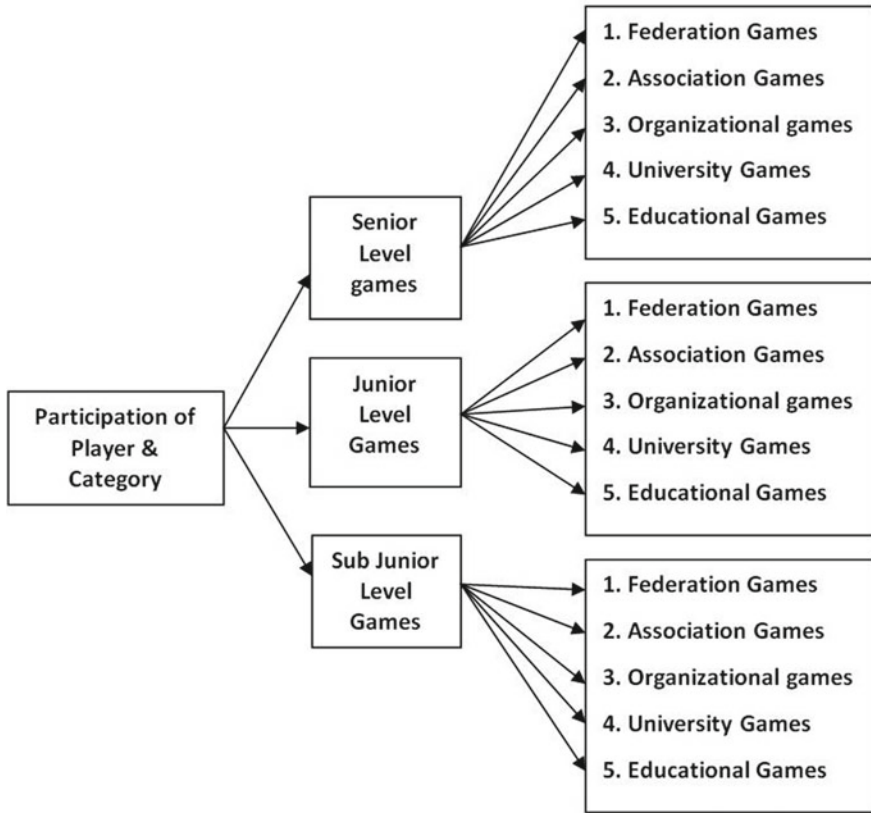 Participation of
Player &
Category
Senior
Level
games
1. Federation Games
2. Association Games
3. Organizational games
4. University Games
5. Educational Games
Junior
Level
Games
1. Federation Games
2. Association Games
3. Organizational games
4. University Games
5. Educational Games
Sub Junior
Level
Games
1. Federation Games
2. Association Games
3. Organizational games
4. University Games
5. Educational Games